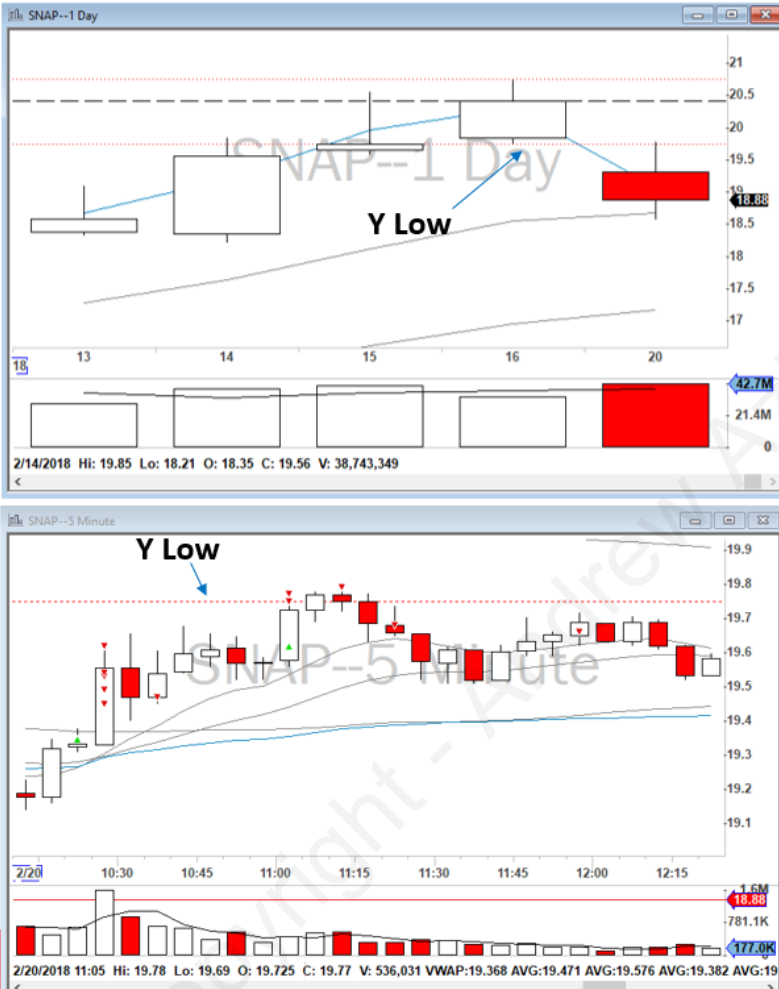 SNAP--1 Day
21
20.5
20
19.5
19
18.88
18.5
18
17.5
17
SNAP--1 Day
Y Low
13 14 15 16 20
18
42.7M
21.4M
0
2/14/2018 Hi: 19.85 Lo: 18.21 O: 18.35 C: 19.56 V: 38,743,349
SNAP--5 Minute
Y Low
19.9
19.8
19.7
19.6
19.5
19.4
19.3
19.2
19.1
SNAP--5 Minute
2/20 10:30 10:45 11:00 11:15 11:30 11:45 12:00 12:15
1.6M
18.88
781.1K
177.0K
0
2/20/2018 11:05 Hi: 19.78 Lo: 19.69 O: 19.725 C: 19.77 V: 536,031 VWAP:19.368 AVG:19.471 AVG:19.576 AVG:19.382 AVG:19